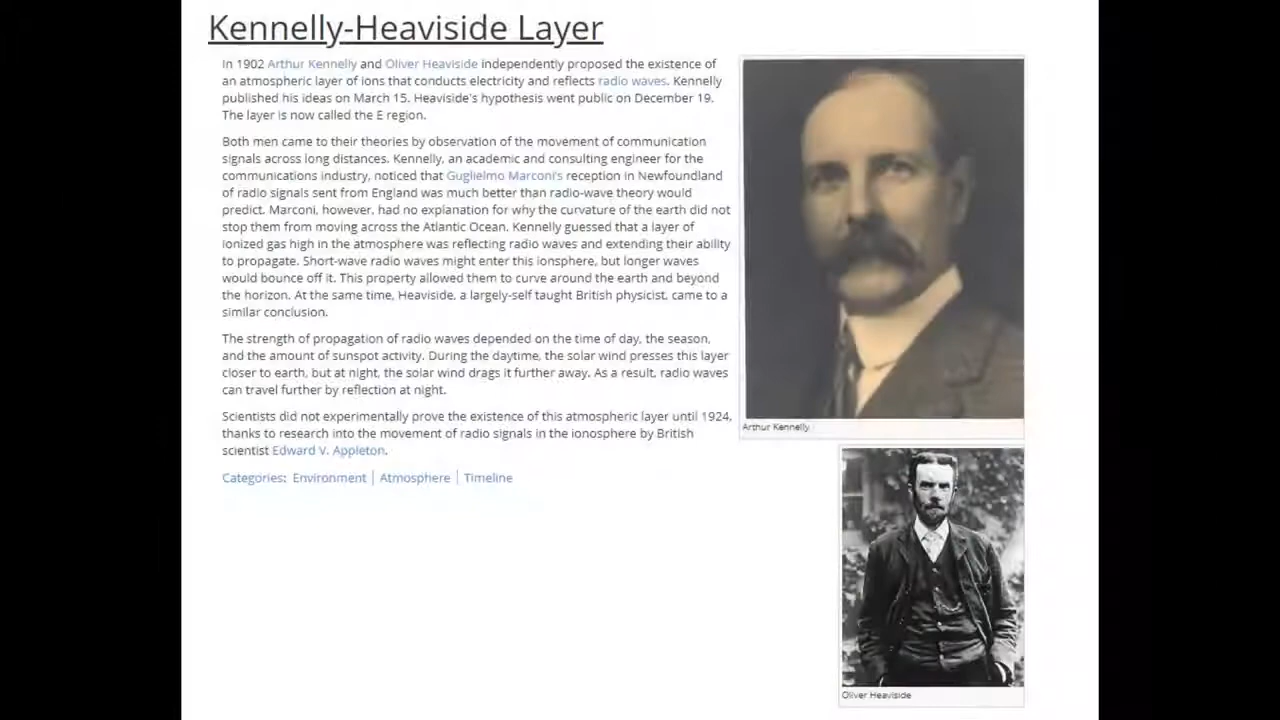 Kennelly-Heaviside Layer
In 1902 Arthur Kennelly and Oliver Heaviside independently proposed the existence of
an atmospheric layer of ions that conducts electricity and reflects radio waves. Kennelly
published his ideas on March 15. Heaviside's hypothesis went public on December 19.
The layer is now called the E region.
Both men came to their theories by observation of the movement of communication
signals across long distances. Kennelly, an academic and consulting engineer for the
communications industry, noticed that Guglielmo Marconi's reception in Newfoundland
of radio signals sent from England was much better than radio-wave theory would
predict. Marconi, however, had no explanation for why the curvature of the earth did not
stop them from moving across the Atlantic Ocean. Kennelly guessed that a layer of
ionized gas high in the atmosphere was reflecting radio waves and extending their ability
to propagate. Short-wave radio waves might enter this ionsphere, but longer waves
would bounce off it. This property allowed them to curve around the earth and beyond
the horizon. At the same time, Heaviside, a largely-self taught British physicist, came to a
similar conclusion.
The strength of propagation of radio waves depended on the time of day, the season,
and the amount of sunspot activity. During the daytime, the solar wind presses this layer
closer to earth, but at night, the solar wind drags it further away. As a result, radio waves
can travel further by reflection at night.
Scientists did not experimentally prove the existence of this atmospheric layer until 1924,
thanks to research into the movement of radio signals in the ionosphere by British
scientist Edward V. Appleton.
Categories: Environment | Atmosphere | Timeline
Arthur Kennelly
Oliver Heaviside